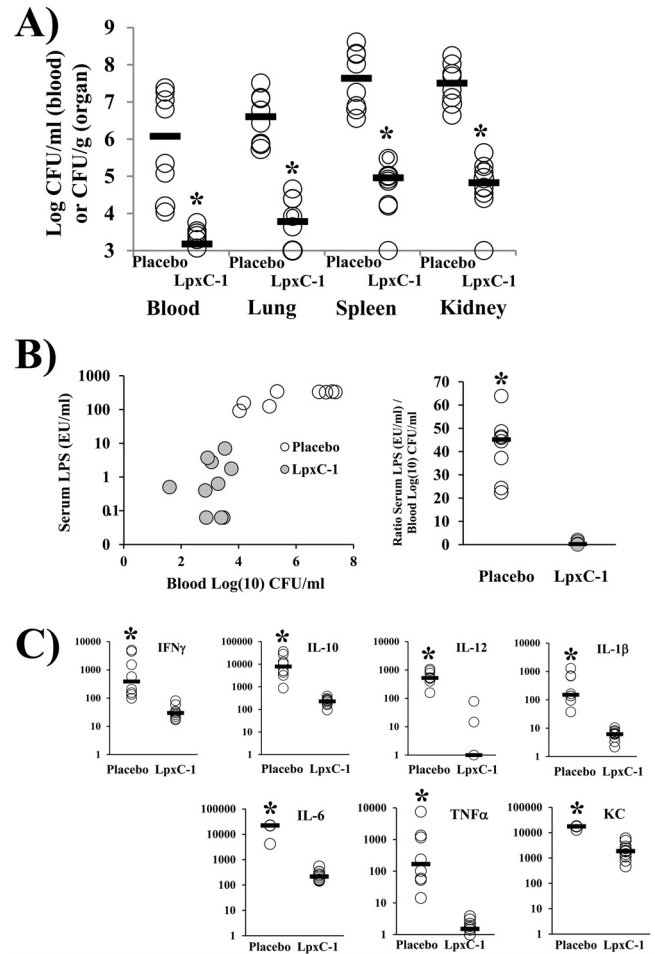 A)
Log CFU/ml (blood)
or CFU/g (organ)
9
8
7
6
5
4
3
*
*
*
*
Placebo
LpxC-1
Placebo
LpxC-1
Placebo
LpxC-1
Placebo
LpxC-1
Blood
Lung
Spleen
Kidney
B)
Serum LPS (EU/ml)
1000
100
10
1
0.1
0
0
2
4
6
8
Blood Log(10) CFU/ml
Placebo
LpxC-1
Ratio Serum LPS (EU/ml) /
Blood Log(10) CFU/ml
70
60
50
40
30
20
10
0
*
Placebo LpxC-1
C)
IFNγ
10000
1000
100
10
1
*
Placebo LpxC-1
IL-10
100000
10000
1000
100
10
1
*
Placebo LpxC-1
IL-12
10000
1000
100
10
1
*
Placebo LpxC-1
IL-1β
10000
1000
100
10
1
*
Placebo LpxC-1
IL-6
100000
10000
1000
100
10
1
*
Placebo LpxC-1
TNFα
10000
1000
100
10
1
*
Placebo LpxC-1
KC
100000
10000
1000
100
10
1
*
Placebo LpxC-1